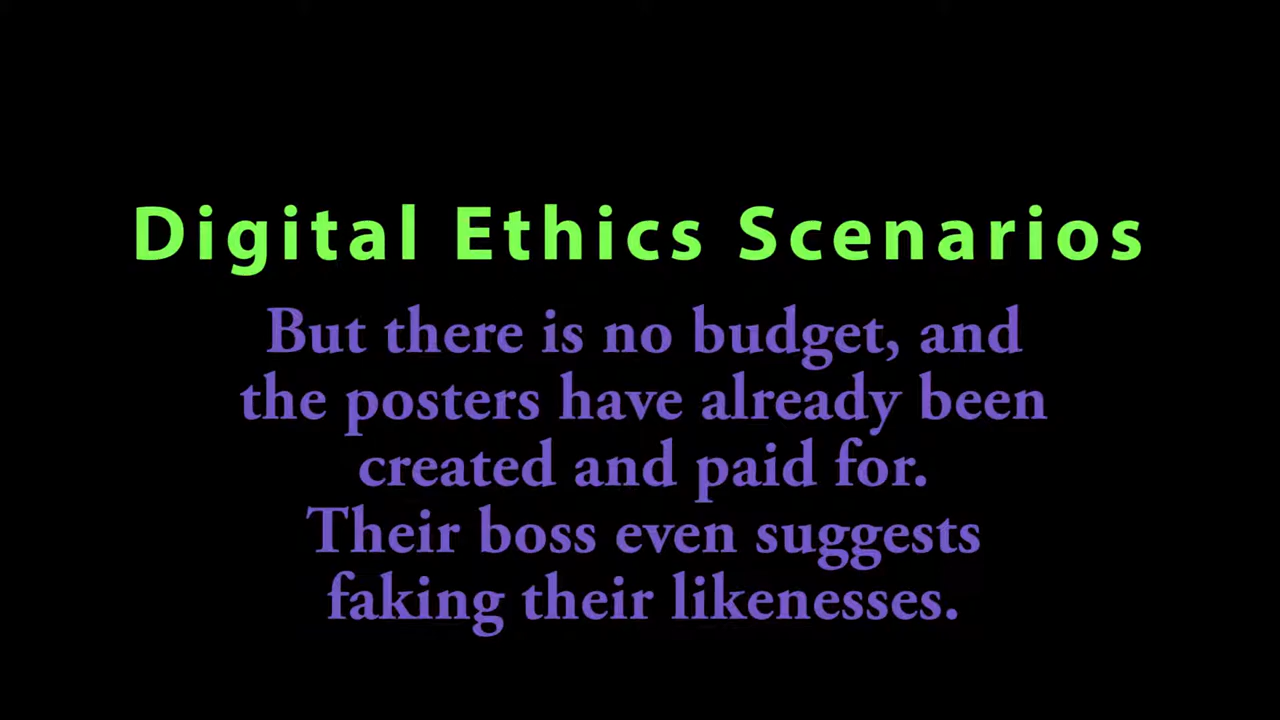 Digital Ethics Scenarios
But there is no budget, and
the posters have already been
created and paid for.
Their boss even suggests
faking their likenesses.